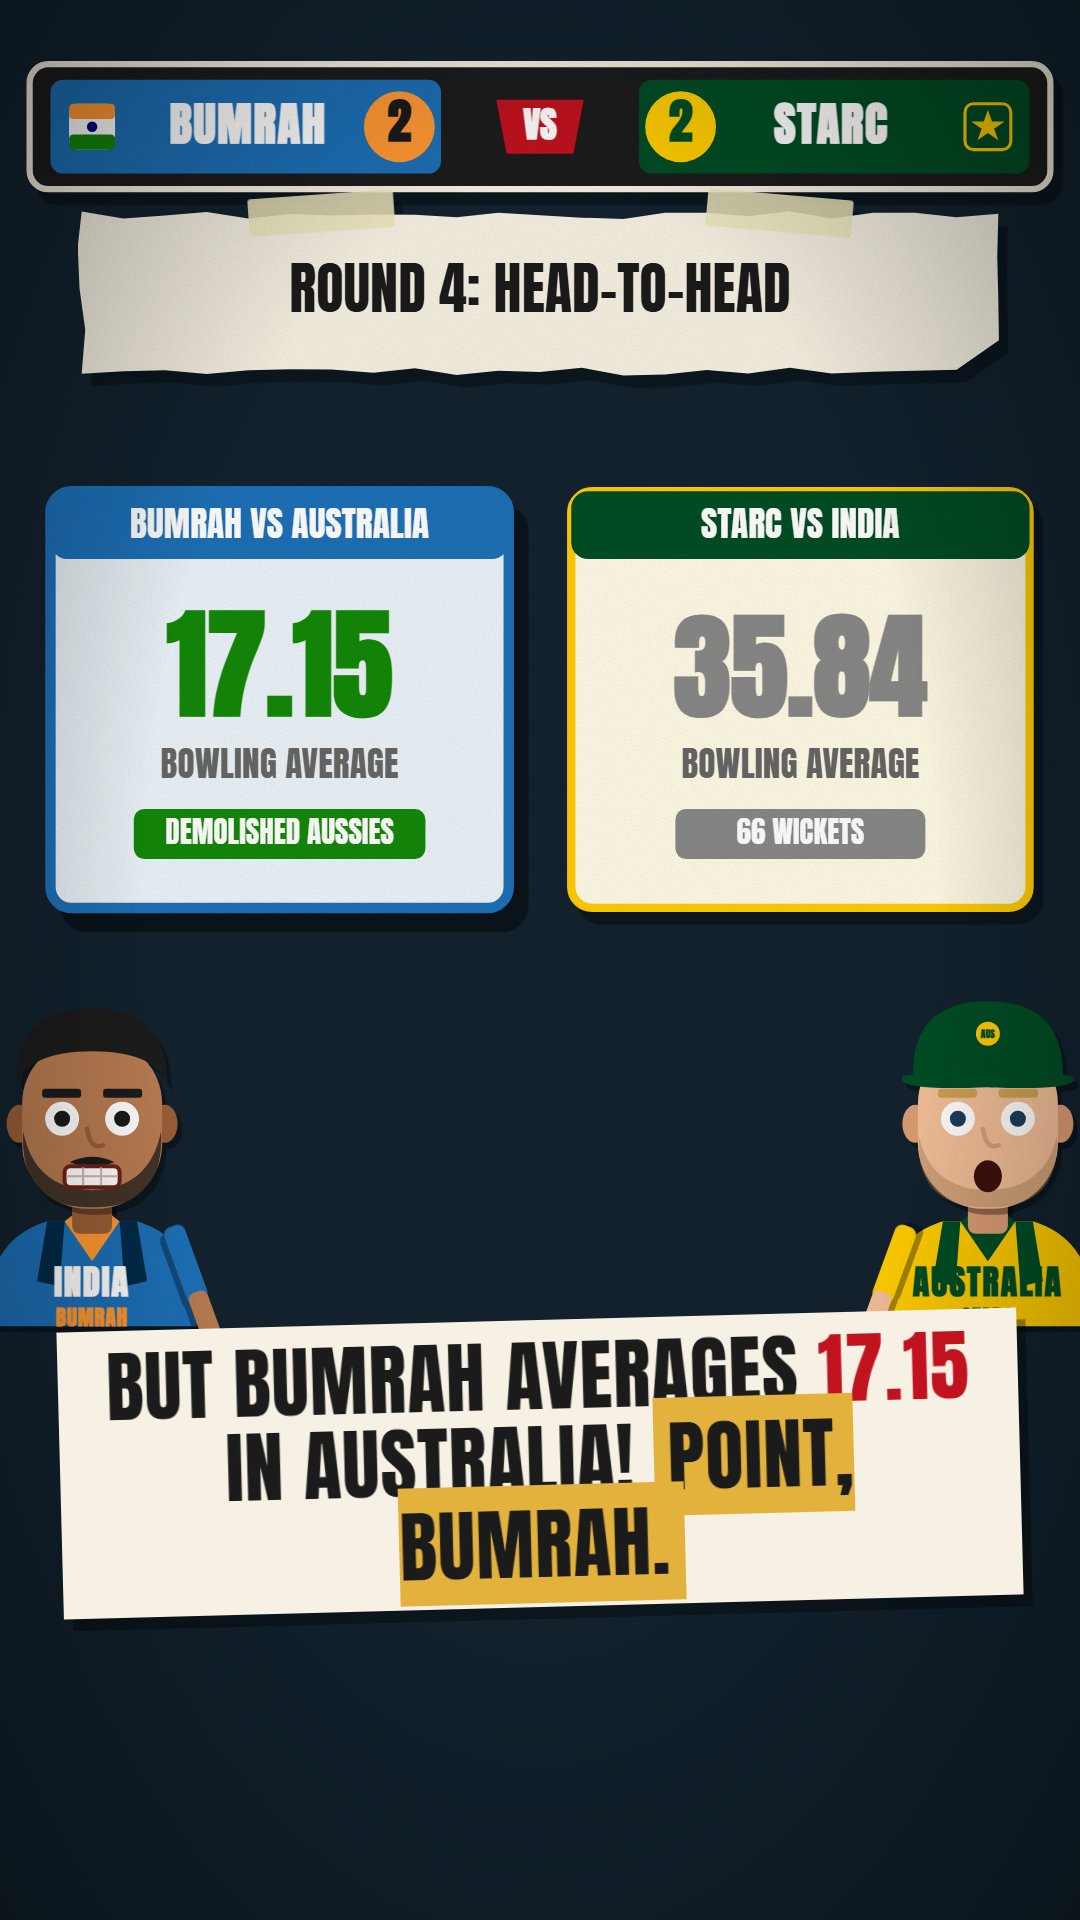 BUMRAH 2 VS 2 STARC
ROUND 4: HEAD-TO-HEAD
BUMRAH VS AUSTRALIA
17.15
BOWLING AVERAGE
DEMOLISHED AUSSIES
STARC VS INDIA
35.84
BOWLING AVERAGE
66 WICKETS
AUS
INDIA
BUMRAH
AUSTRALIA
BUT BUMRAH AVERAGES 17.15
IN AUSTRALIA! POINT,
BUMRAH.